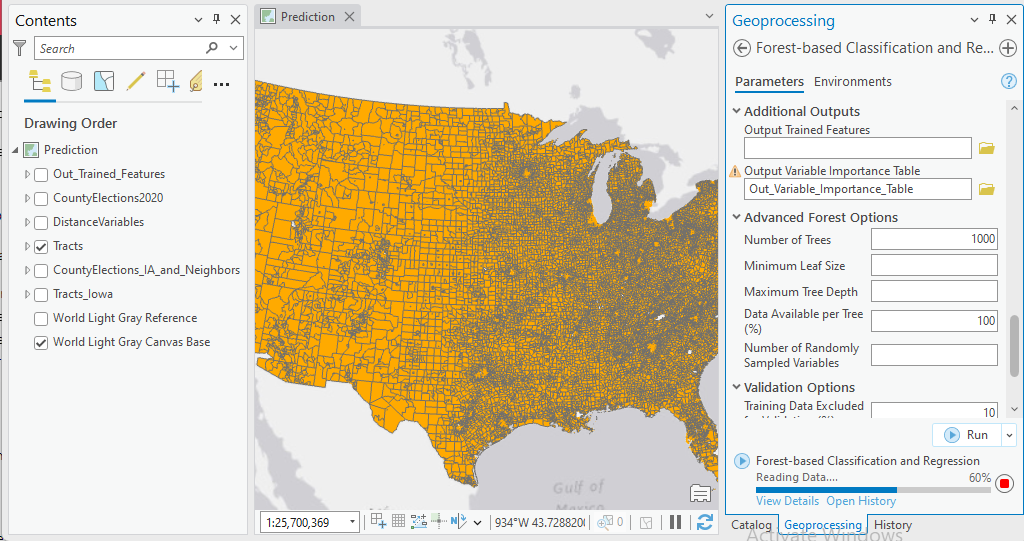 Contents
Search
Drawing Order
Prediction
Out_Trained_Features
CountyElections2020
DistanceVariables
Tracts
CountyElections_IA_and_Neighbors
Tracts_Iowa
World Light Gray Reference
World Light Gray Canvas Base
Prediction
Gulf of
Mexico
1:25,700,369
934°W 43.7288200
0
Geoprocessing
Forest-based Classification and Re...
Parameters
Environments
Additional Outputs
Output Trained Features
Output Variable Importance Table
Out_Variable_Importance_Table
Advanced Forest Options
Number of Trees
1000
Minimum Leaf Size
Maximum Tree Depth
Data Available per Tree
(%)
100
Number of Randomly
Sampled Variables
Validation Options
Training Data Excluded
for Validation (%)
10
Run
Forest-based Classification and Regression
Reading Data....
60%
View Details Open History
Catalog Geoprocessing History
Activate Windows